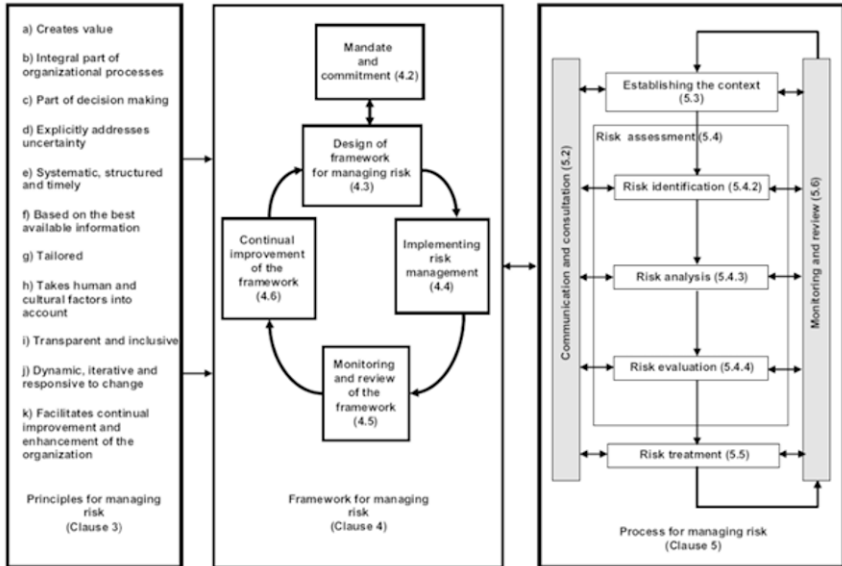 a) Creates value
b) Integral part of
organizational processes
c) Part of decision making
d) Explicitly addresses
uncertainty
e) Systematic, structured
and timely
f) Based on the best
available information
g) Tailored
h) Takes human and
cultural factors into
account
i) Transparent and inclusive
j) Dynamic, iterative and
responsive to change
k) Facilitates continual
improvement and
enhancement of the
organization
Principles for managing
risk
(Clause 3)
Mandate
and
commitment (4.2)
Design of
framework
for managing risk
(4.3)
Continual
improvement
of the
framework
(4.6)
Implementing
risk
management
(4.4)
Monitoring
and review
of the
framework
(4.5)
Framework for managing
risk
(Clause 4)
Communication and consultation (5.2)
Establishing the context
(5.3)
Risk assessment (5.4)
Risk identification (5.4.2)
Risk analysis (5.4.3)
Risk evaluation (5.4.4)
Risk treatment (5.5)
Monitoring and review (5.6)
Process for managing risk
(Clause 5)